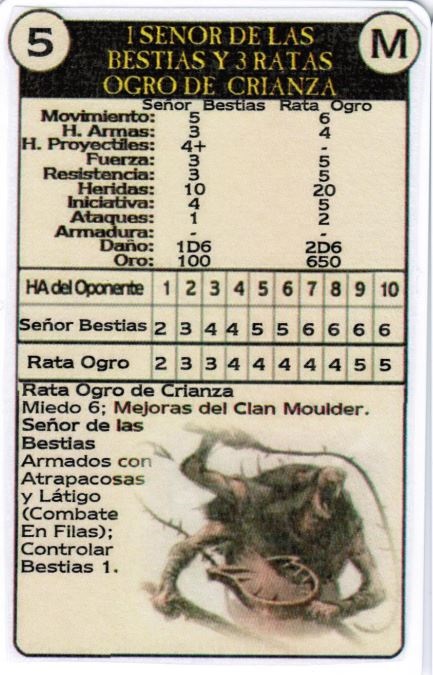 5
1 SEÑOR DE LAS
BESTIAS Y 3 RATAS
OGRO DE CRIANZA
M
Señor Bestias Rata Ogro
Movimiento: 5 6
H. Armas: 3 4
H. Proyectiles: 4+ -
Fuerza: 3 5
Resistencia: 3 5
Heridas: 10 20
Iniciativa: 4 5
Ataques: 1 2
Armadura: - -
Daño: 1D6 2D6
Oro: 100 650
HA del Oponente 1 2 3 4 5 6 7 8 9 10
Señor Bestias 2 3 4 4 5 5 6 6 6 6
Rata Ogro 2 3 3 4 4 4 4 4 5 5
Rata Ogro de Crianza
Miedo 6; Mejoras del Clan Moulder.
Señor de las
Bestias
Armados con
Atrapacosas
y Látigo
(Combate
En Filas);
Controlar
Bestias 1.